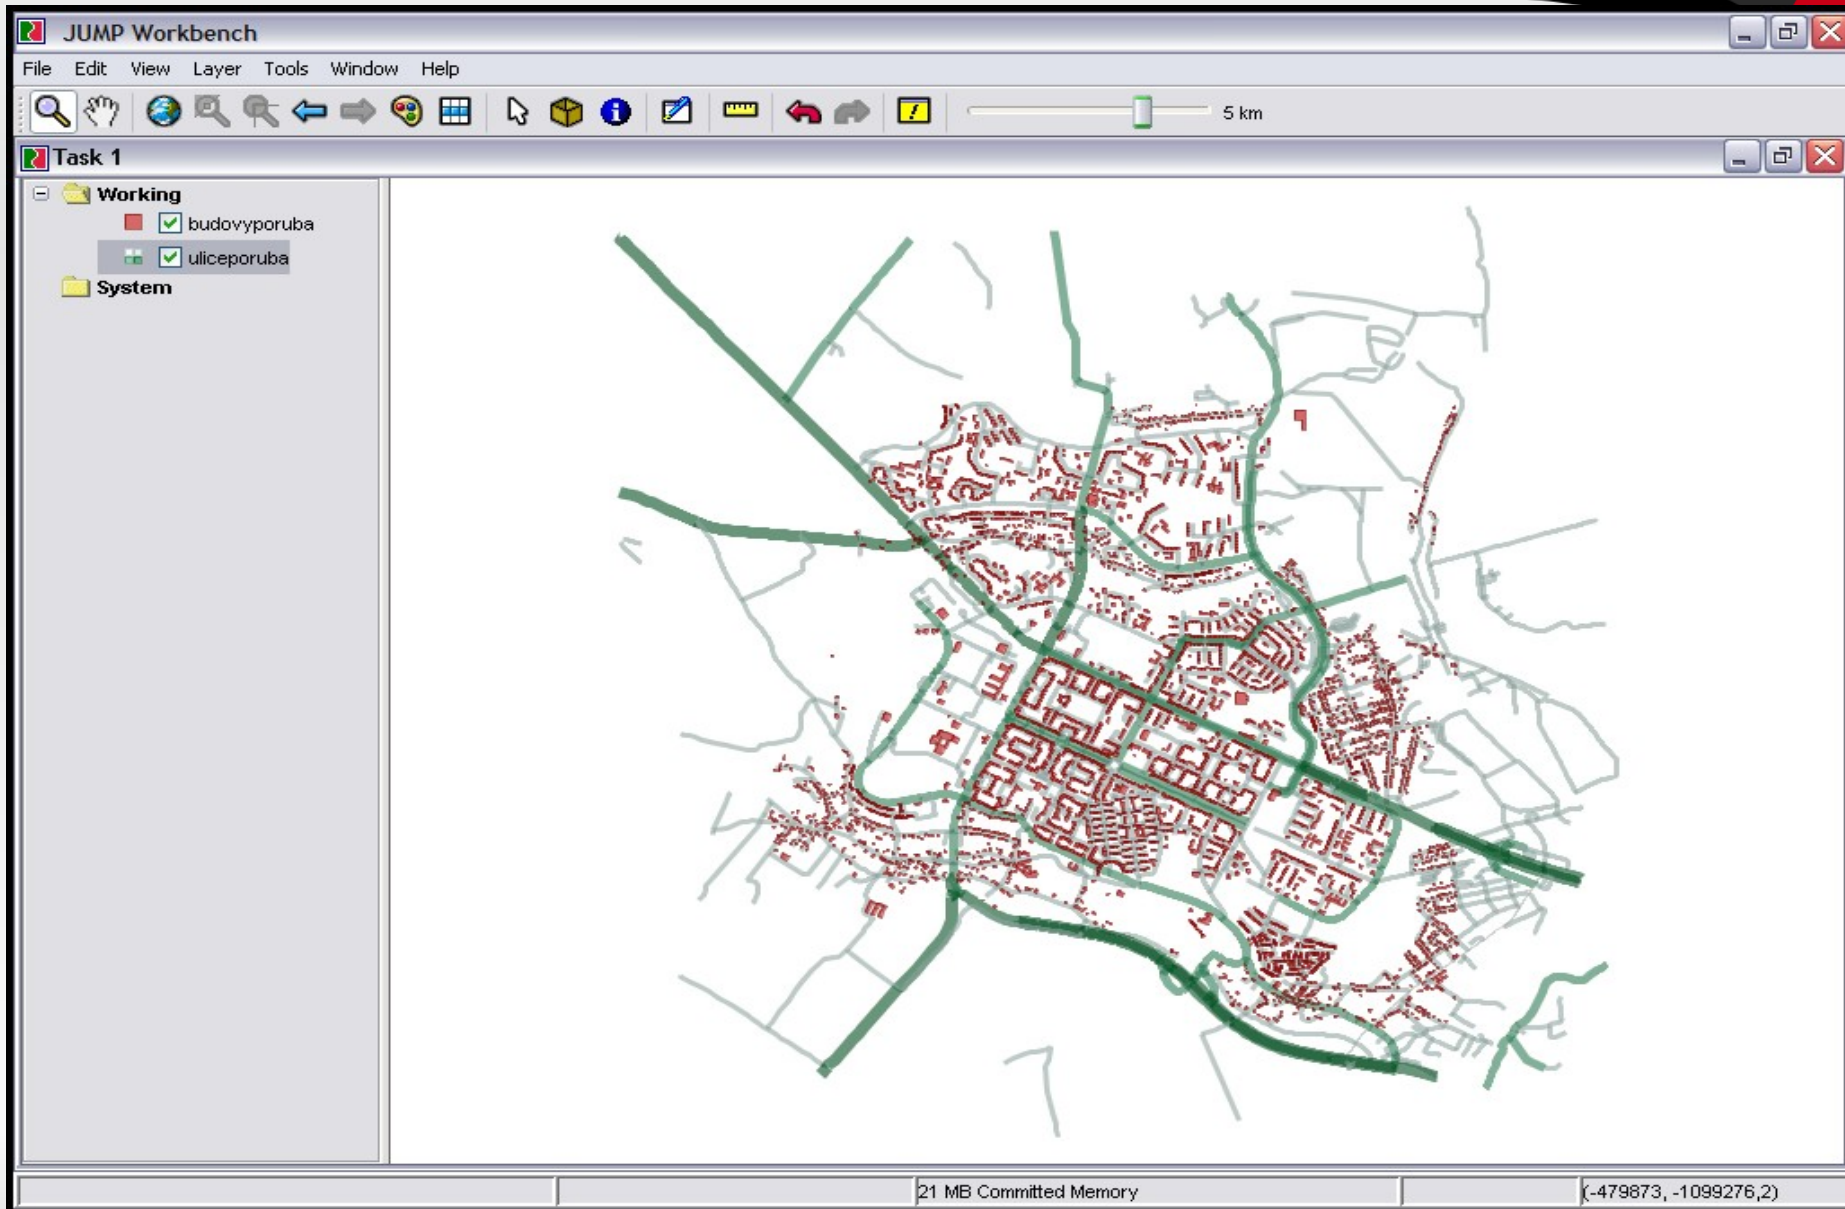 JUMP Workbench
File Edit View Layer Tools Window Help
5 km
Task 1
Working
budovyporuba
uliceporuba
System
21 MB Committed Memory
(-479873, -1099276,2)